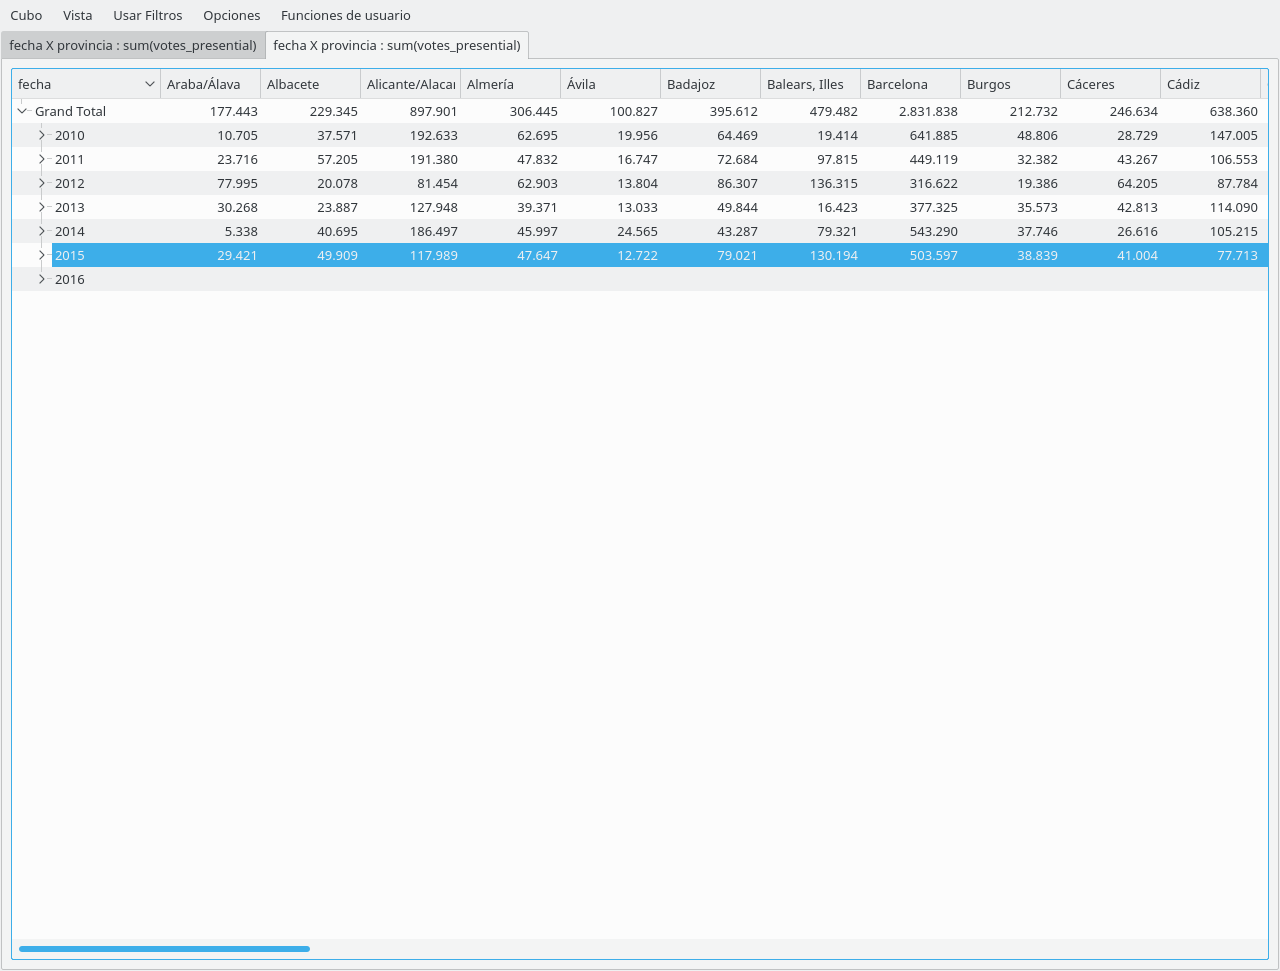 Cubo Vista Usar Filtros Opciones Funciones de usuario
fecha X provincia : sum(votes_presential) fecha X provincia : sum(votes_presential)
fecha Araba/Álava Albacete Alicante/Alacar Almería Ávila Badajoz Balears, Illes Barcelona Burgos Cáceres Cádiz
Grand Total 177.443 229.345 897.901 306.445 100.827 395.612 479.482 2.831.838 212.732 246.634 638.360
2010 10.705 37.571 192.633 62.695 19.956 64.469 19.414 641.885 48.806 28.729 147.005
2011 23.716 57.205 191.380 47.832 16.747 72.684 97.815 449.119 32.382 43.267 106.553
2012 77.995 20.078 81.454 62.903 13.804 86.307 136.315 316.622 19.386 64.205 87.784
2013 30.268 23.887 127.948 39.371 13.033 49.844 16.423 377.325 35.573 42.813 114.090
2014 5.338 40.695 186.497 45.997 24.565 43.287 79.321 543.290 37.746 26.616 105.215
2015 29.421 49.909 117.989 47.647 12.722 79.021 130.194 503.597 38.839 41.004 77.713
2016